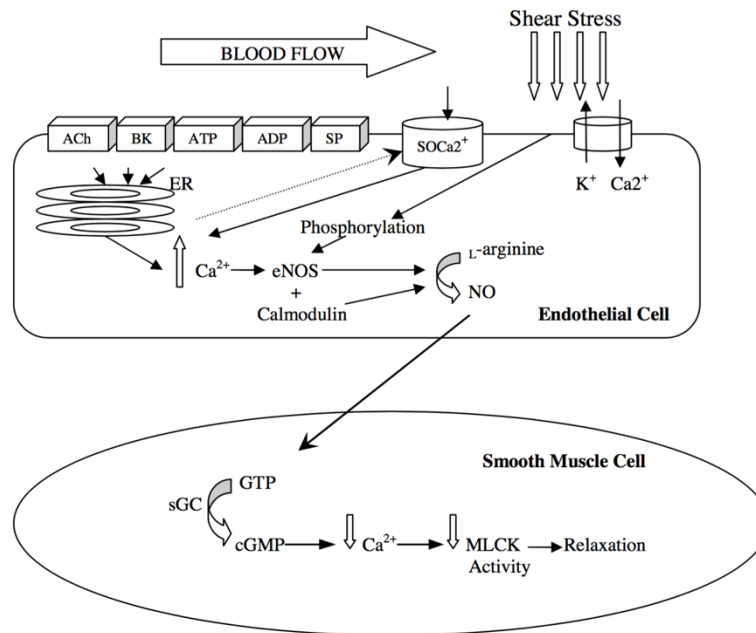 Shear Stress
BLOOD FLOW
ACh
BK
ATP
ADP
SP
SOCa2⁺
ER
K⁺
Ca2⁺
Phosphorylation
L-arginine
Ca²⁺
eNOS
+
NO
Calmodulin
Endothelial Cell
Smooth Muscle Cell
GTP
sGC
cGMP
Ca²⁺
MLCK
Relaxation
Activity